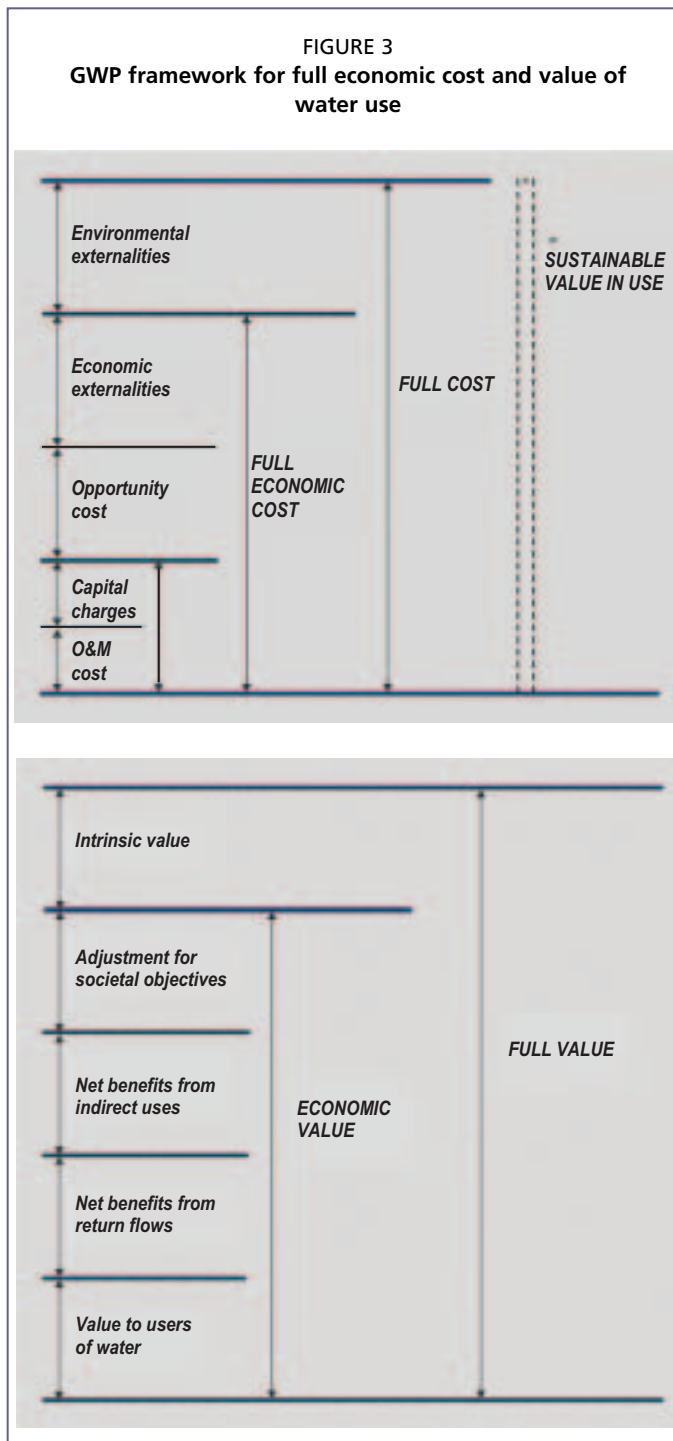 FIGURE 3
GWP framework for full economic cost and value of
water use
Environmental
externalities
Economic
externalities
Opportunity
cost
Capital
charges
O&M
cost
FULL
ECONOMIC
COST
FULL COST
SUSTAINABLE
VALUE IN USE
Intrinsic value
Adjustment for
societal objectives
Net benefits from
indirect uses
Net benefits from
return flows
Value to users
of water
ECONOMIC
VALUE
FULL VALUE